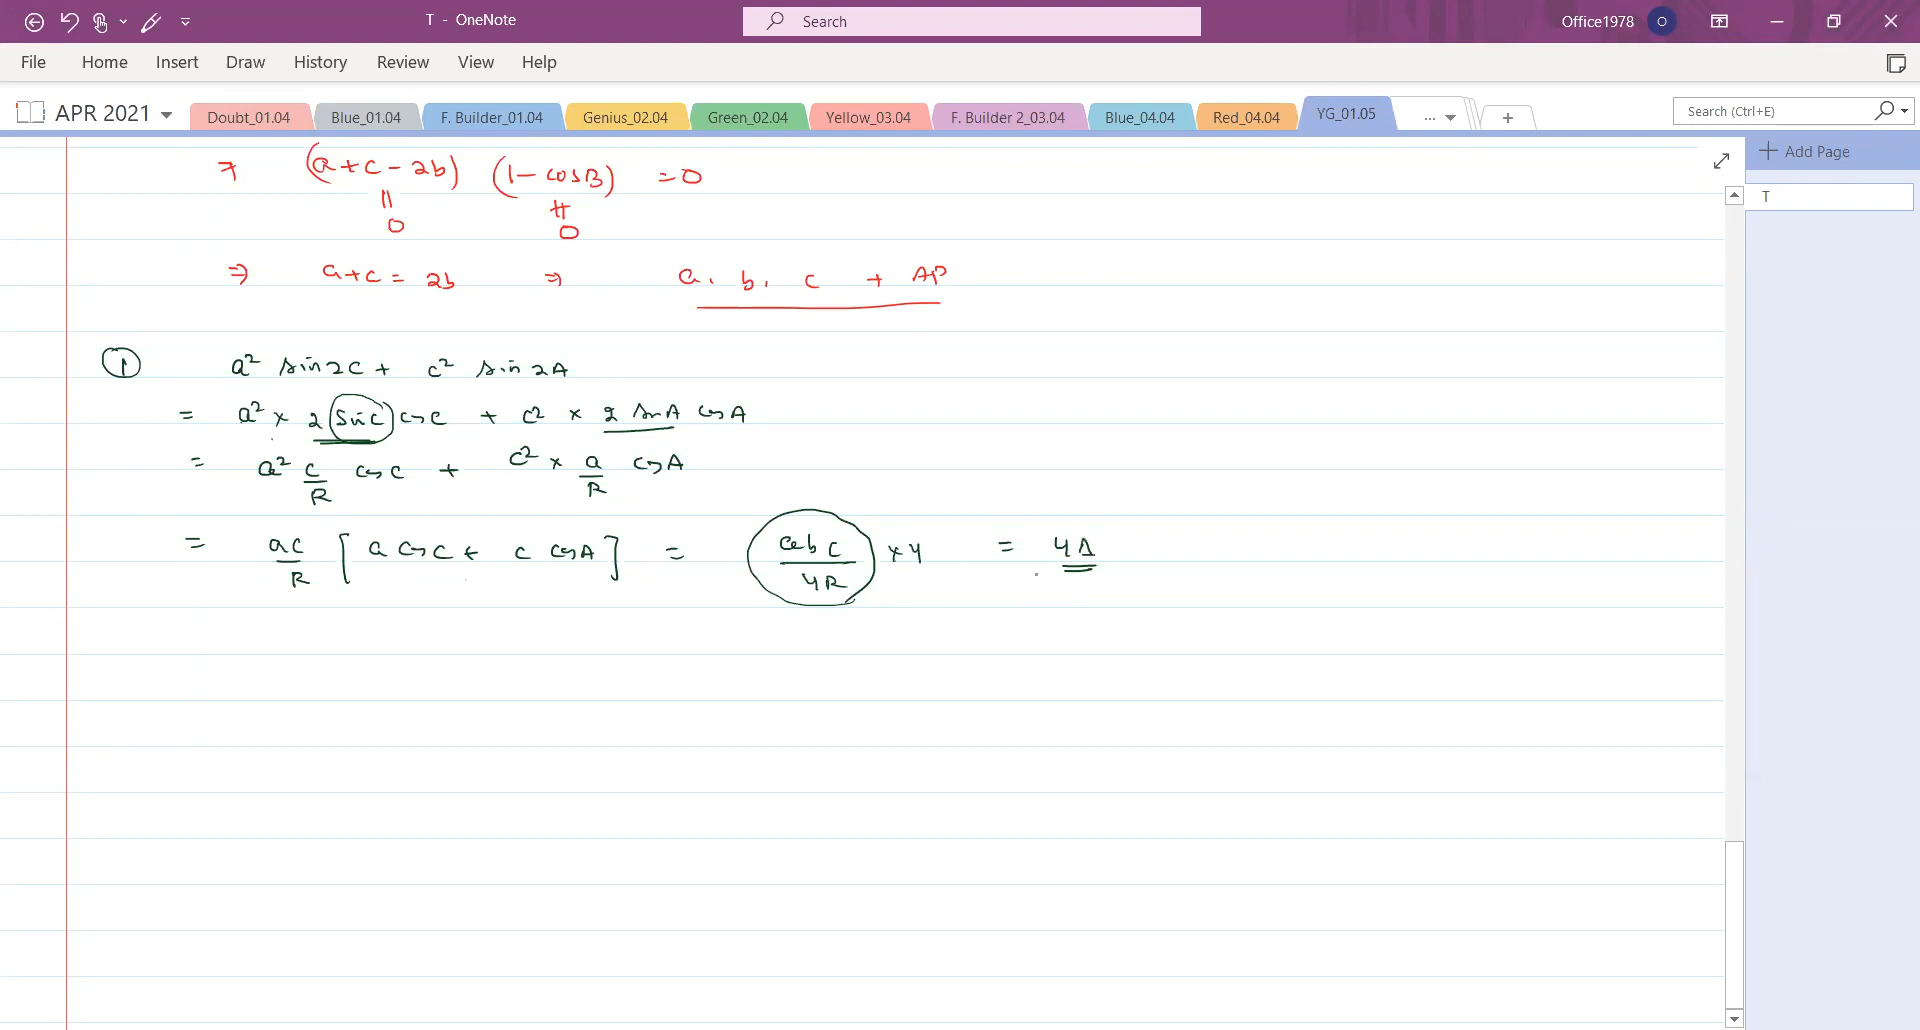 T - OneNote
Search
Office1978
O
File Home Insert Draw History Review View Help
APR 2021
Doubt_01.04 Blue_01.04 F. Builder_01.04 Genius_02.04 Green_02.04 Yellow_03.04 F. Builder 2_03.04 Blue_04.04 Red_04.04 YG_01.05 ... +
Search (Ctrl+E)
+ Add Page
T
⇒ (a+c-2b) (1-cosB) =0
= 0 ≠ 0
⇒ a+c = 2b ⇒ a, b, c → AP
① a² sin2C + c² sin2A
= a² × 2 sinC cosC + c² × 2 sinA cosA
= a² c/R cosC + c² × a/R cosA
= ac/R [a cosC + c cosA] = abc/4R × 4 = 4Δ